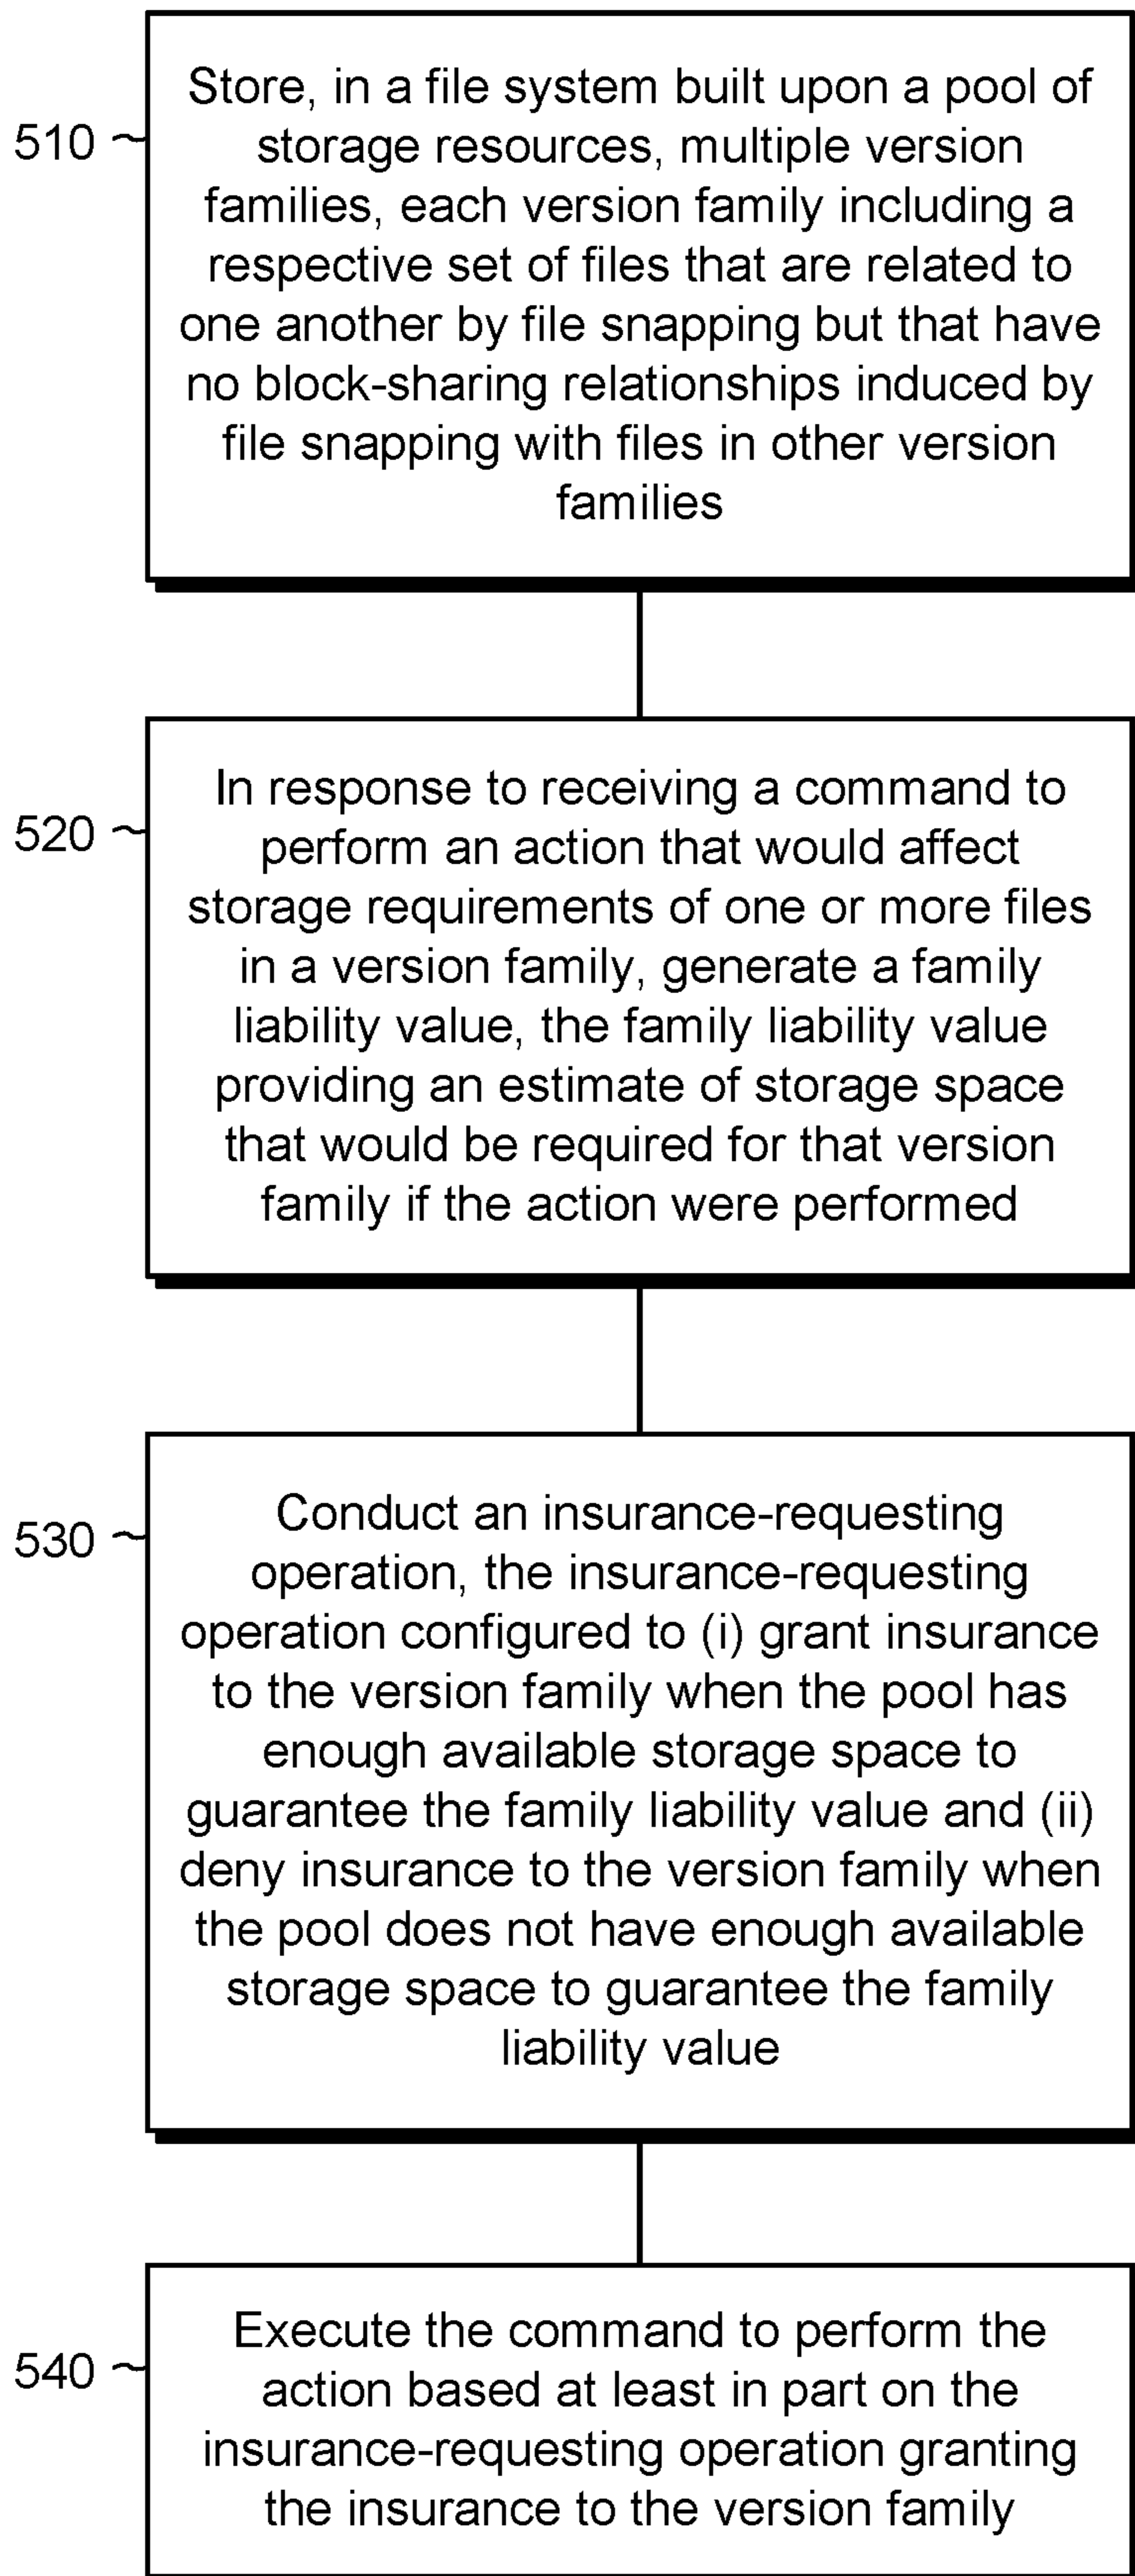 510
Store, in a file system built upon a pool of
storage resources, multiple version
families, each version family including a
respective set of files that are related to
one another by file snapping but that have
no block-sharing relationships induced by
file snapping with files in other version
families
520
In response to receiving a command to
perform an action that would affect
storage requirements of one or more files
in a version family, generate a family
liability value, the family liability value
providing an estimate of storage space
that would be required for that version
family if the action were performed
530
Conduct an insurance-requesting
operation, the insurance-requesting
operation configured to (i) grant insurance
to the version family when the pool has
enough available storage space to
guarantee the family liability value and (ii)
deny insurance to the version family when
the pool does not have enough available
storage space to guarantee the family
liability value
540
Execute the command to perform the
action based at least in part on the
insurance-requesting operation granting
the insurance to the version family